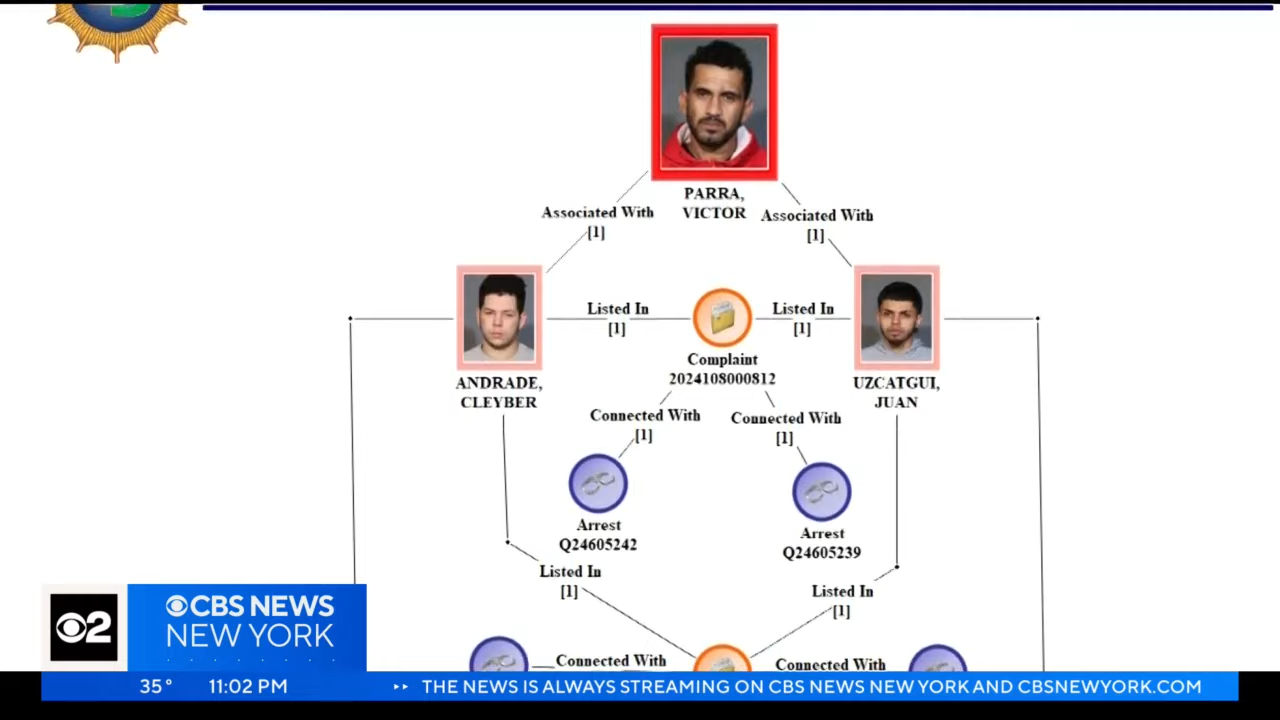 PARRA,
VICTOR
Associated With
[1]
Associated With
[1]
Listed In
[1]
Listed In
[1]
Complaint
2024108000812
ANDRADE,
CLEYBER
UZCATGUI,
JUAN
Connected With
[1]
Connected With
[1]
Arrest
Q24605242
Arrest
Q24605239
Listed In
[1]
Listed In
[1]
Connected With
Connected With
2
CBS NEWS
NEW YORK
35° 11:02 PM THE NEWS IS ALWAYS STREAMING ON CBS NEWS NEW YORK AND CBSNEWYORK.COM